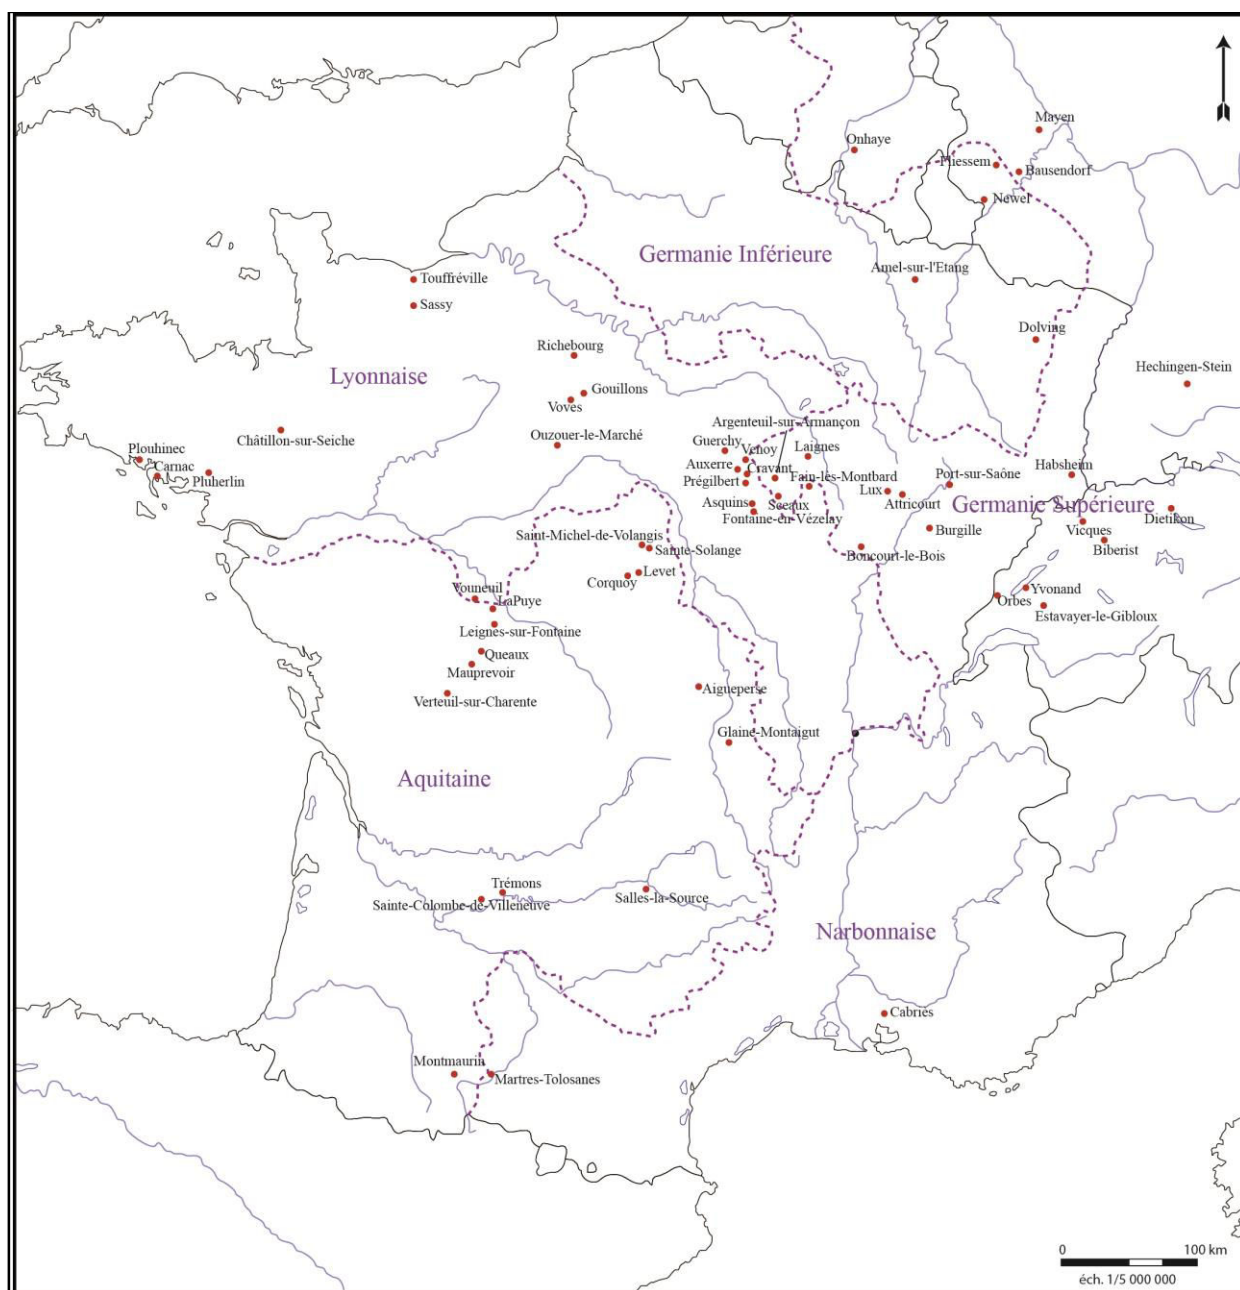 Mayen
Onhaye
Fliessem
Bausendorf
Newel
Germanie Inférieure
Amel-sur-l'Etang
Touffréville
Sassy
Dolving
Richebourg
Hechingen-Stein
Lyonnaise
Gouillons
Voves
Argenteuil-sur-Armançon
Châtillon-sur-Seiche
Ouzouer-le-Marché
Guerchy
Venoy
Laignes
Plouhinec
Carnac
Pluherlin
Auxerre
Cravant
Prégilbert
Fain-lès-Montbard
Port-sur-Saône
Habsheim
Lux
Attricourt
Asquins
Sceaux
Germanie Supérieure
Fontaine-en-Vézelay
Dietikon
Vicques
Burgille
Saint-Michel-de-Volangis
Biberist
Sainte-Solange
Boncourt-le-Bois
Levet
Corquoy
Vouneuil
Yvonand
LaPuye
Orbes
Estavayer-le-Gibloux
Leignes-sur-Fontaine
Queaux
Mauprevoir
Aigueperse
Verteuil-sur-Charente
Glaine-Montaigut
Aquitaine
Trémons
Salles-la-Source
Sainte-Colombe-de-Villeneuve
Narbonnaise
Cabriès
Montmaurin
Martres-Tolosanes
0 100 km
éch. 1/5 000 000